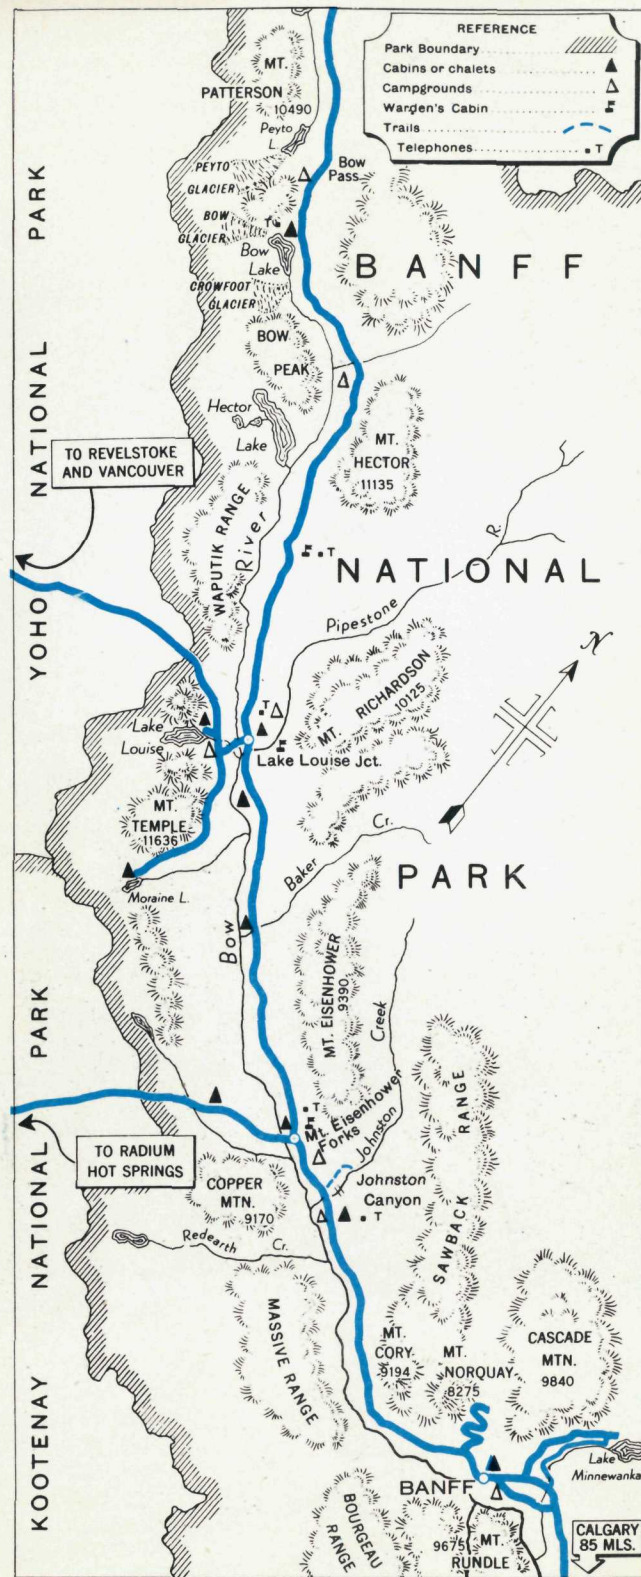 REFERENCE
Park Boundary
Cabins or chalets
Campgrounds
Warden's Cabin
Trails
Telephones T
MT.
PATTERSON
10490
Peyto
L.
PEYTO
GLACIER
Bow
Pass
BOW
GLACIER
T
Bow
Lake
BANFF
CROWFOOT
GLACIER
BOW
PEAK
Hector
Lake
MT.
HECTOR
11135
TO REVELSTOKE
AND VANCOUVER
WAPUTIK RANGE
River
T
NATIONAL
R.
Pipestone
N
YOHO NATIONAL PARK
MT. RICHARDSON
10125
T
Lake
Louise
Lake Louise Jct.
MT.
TEMPLE
11636
Moraine L.
Baker Cr.
PARK
Bow
MT. EISENHOWER
9390
Johnston Creek
T
Mt. Eisenhower
Forks
TO RADIUM
HOT SPRINGS
COPPER
MTN.
9170
Johnston
Canyon
T
Redearth Cr.
SAWBACK RANGE
MASSIVE RANGE
MT.
CORY
9194
MT.
NORQUAY
8275
CASCADE
MTN.
9840
KOOTENAY NATIONAL PARK
Lake
Minnewanka
BANFF
BOURGEAU
RANGE
9675
MT.
RUNDLE
CALGARY
85 MLS.